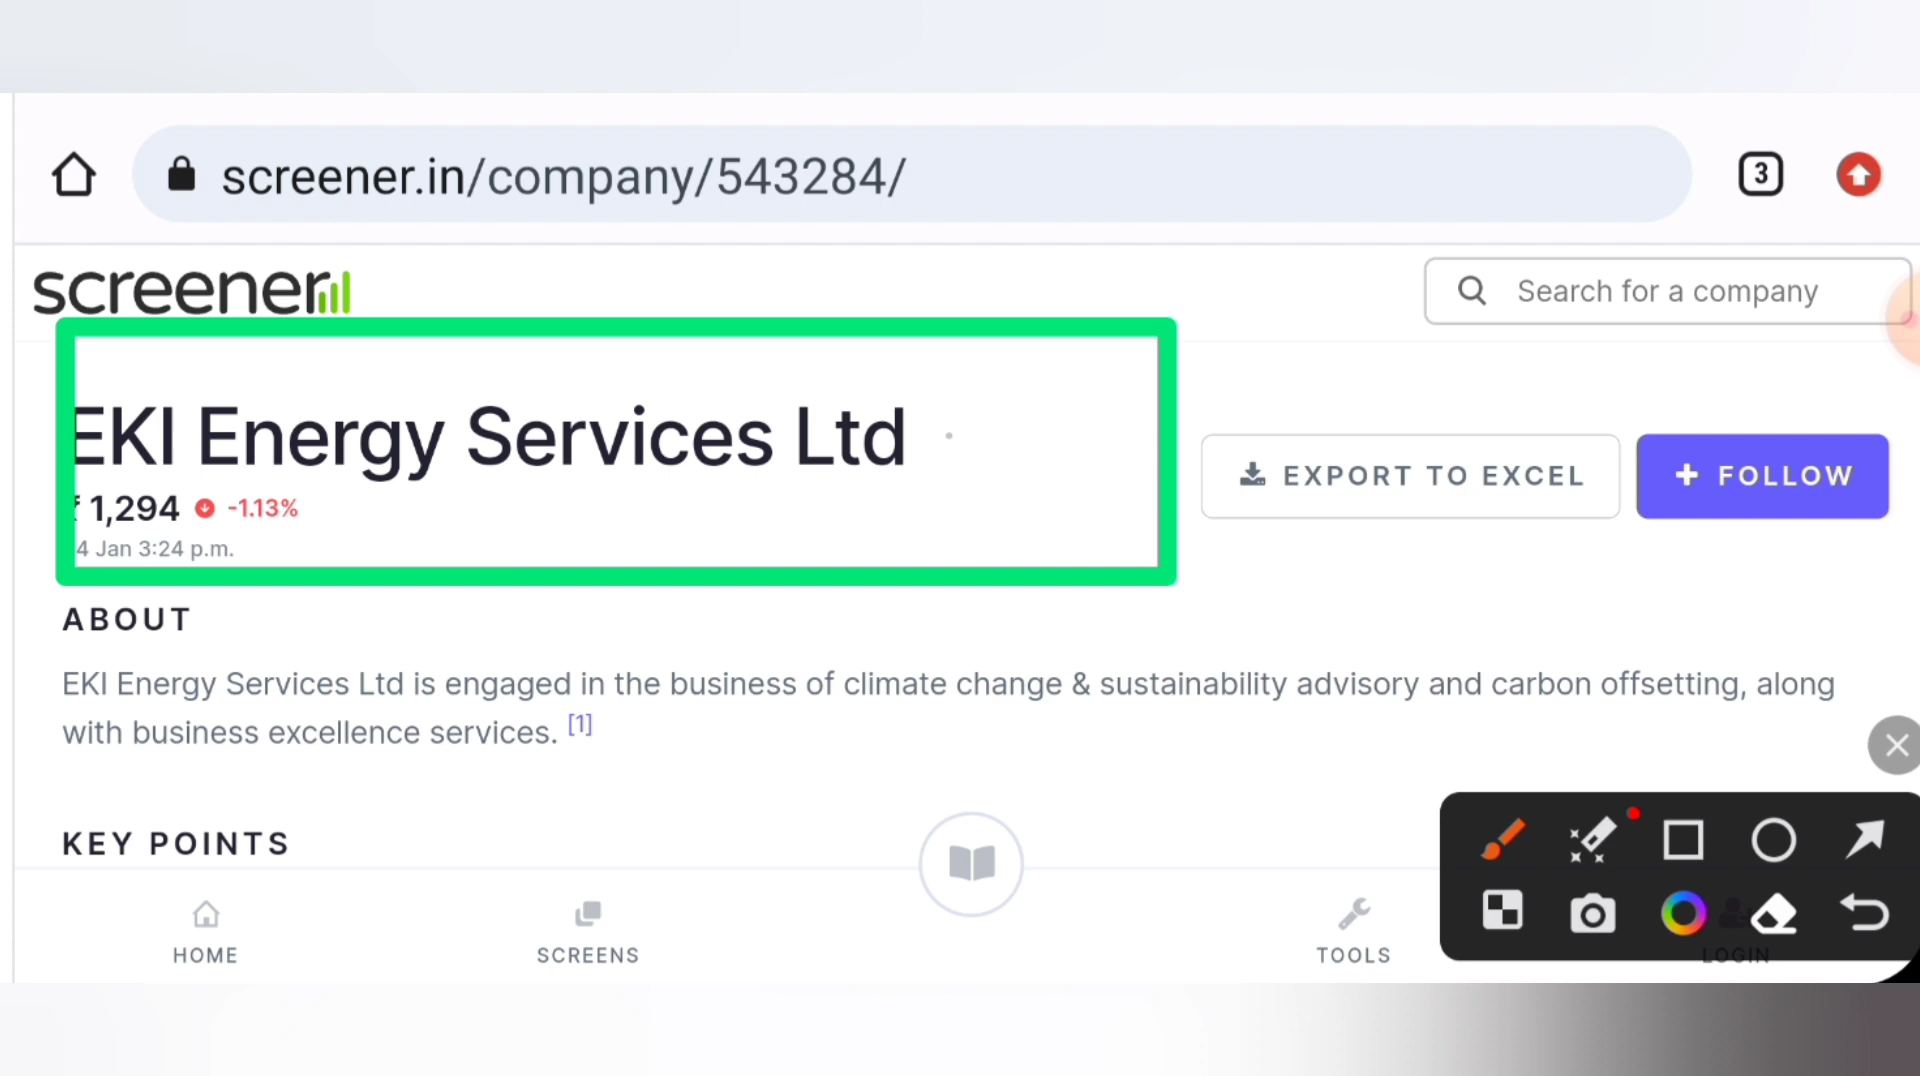 screener.in/company/543284/
3
screener
Search for a company
EKI Energy Services Ltd
₹ 1,294 -1.13%
4 Jan 3:24 p.m.
EXPORT TO EXCEL
+ FOLLOW
ABOUT
EKI Energy Services Ltd is engaged in the business of climate change & sustainability advisory and carbon offsetting, along
with business excellence services. [1]
KEY POINTS
HOME
SCREENS
TOOLS
LOGIN